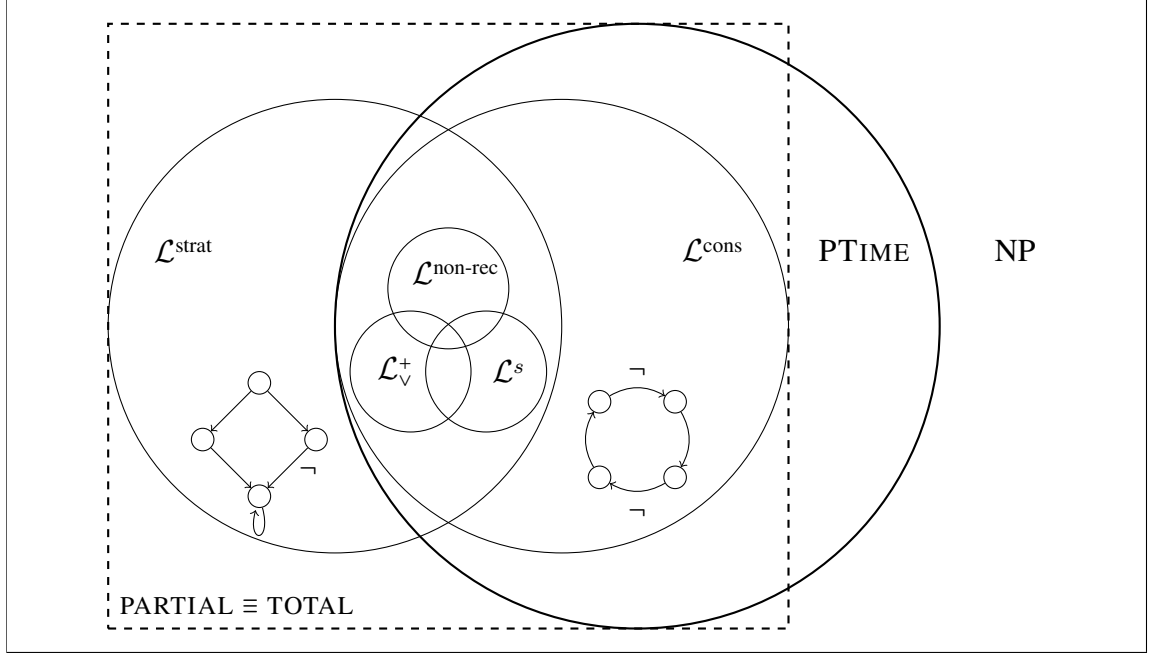 ℒ^strat
ℒ^cons
PTIME
NP
ℒ^non-rec
ℒ^+_∨
ℒ^s
¬
¬
¬
PARTIAL ≡ TOTAL